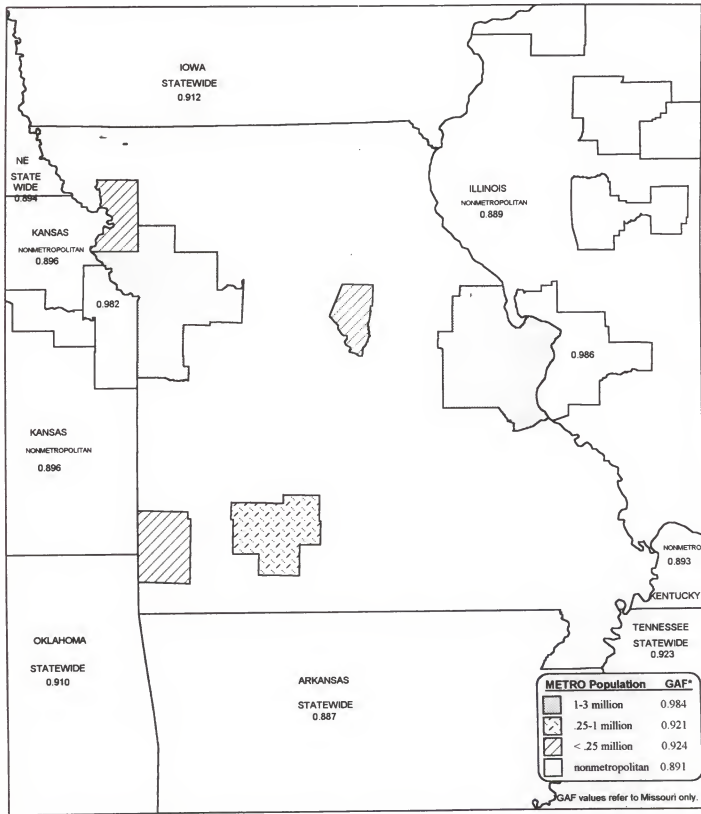 IOWA
STATEWIDE
0.912
NE
STATE
WIDE
0.894
ILLINOIS
NONMETROPOLITAN
0.889
KANSAS
NONMETROPOLITAN
0.896
0.982
0.986
KANSAS
NONMETROPOLITAN
0.896
NONMETRO
0.893
KENTUCKY
TENNESSEE
STATEWIDE
0.923
OKLAHOMA
STATEWIDE
0.910
ARKANSAS
STATEWIDE
0.887
METRO Population GAF*
1-3 million 0.984
.25-1 million 0.921
< .25 million 0.924
nonmetropolitan 0.891
*GAF values refer to Missouri only.